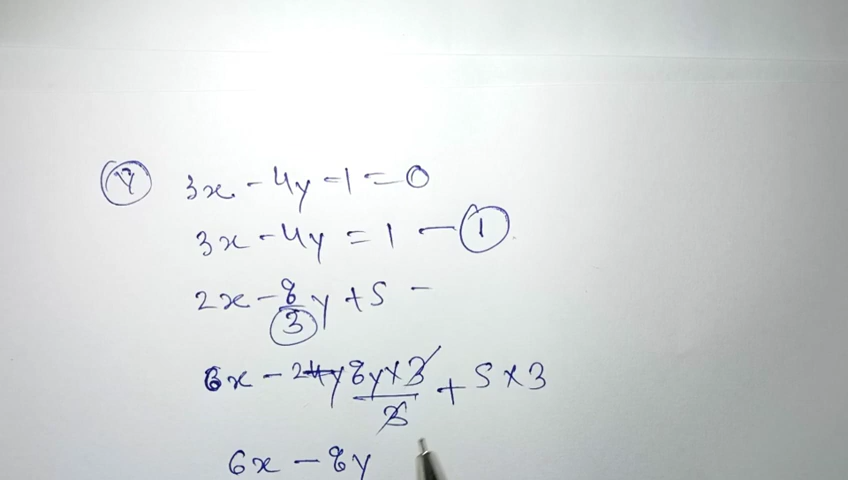 (7) 3x - 4y - 1 = 0
3x - 4y = 1 — (1)
2x - 8/3 y + 5 -
6x - 8y×3/3 + 5×3
6x - 8y